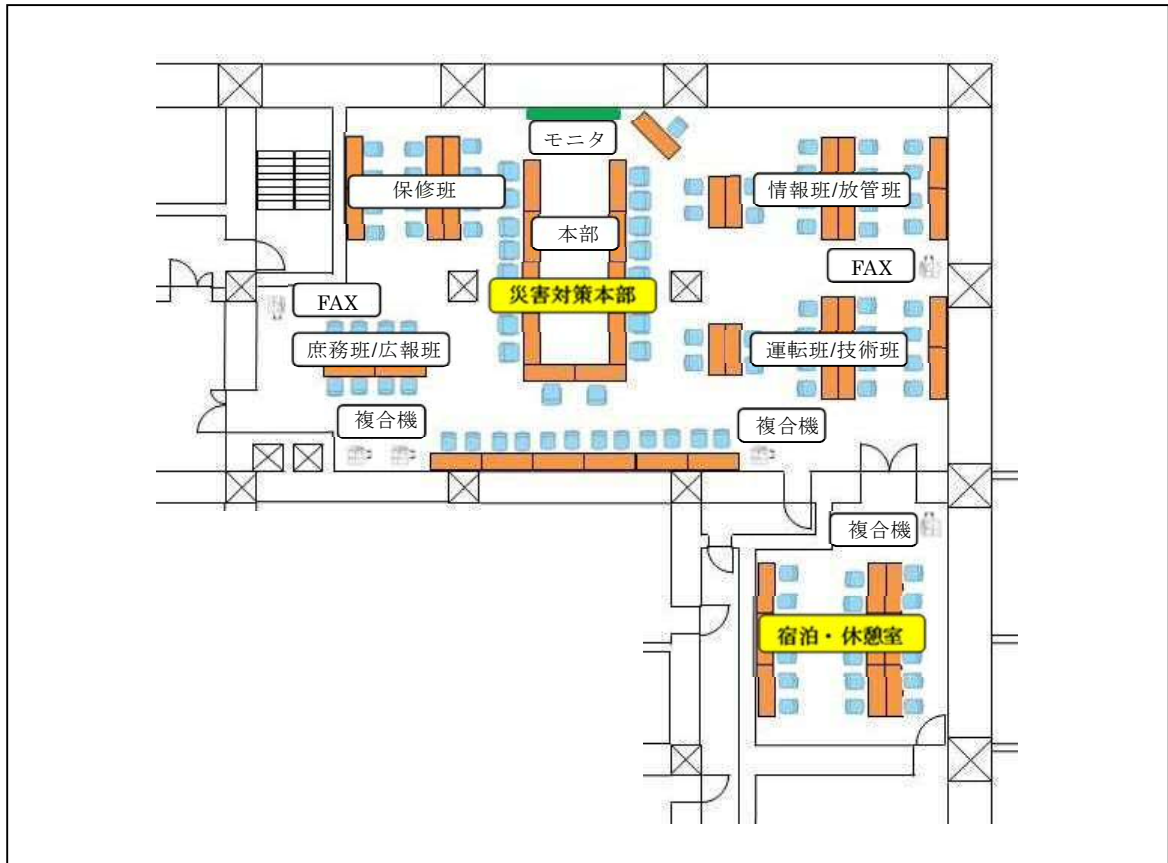 モニタ
保修班
情報班/放管班
本部
FAX
災害対策本部
FAX
庶務班/広報班
運転班/技術班
複合機
複合機
複合機
宿泊・休憩室